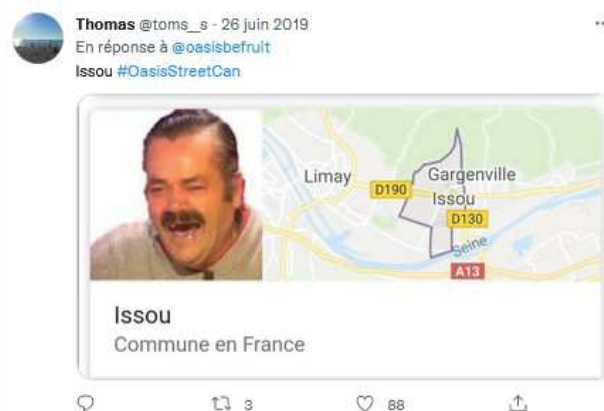 Thomas @toms__s · 26 juin 2019
En réponse à @oasisbefruit
Issou #OasisStreetCan
Limay
D190
Gargenville
Issou
D130
Seine
A13
Issou
Commune en France
3 88